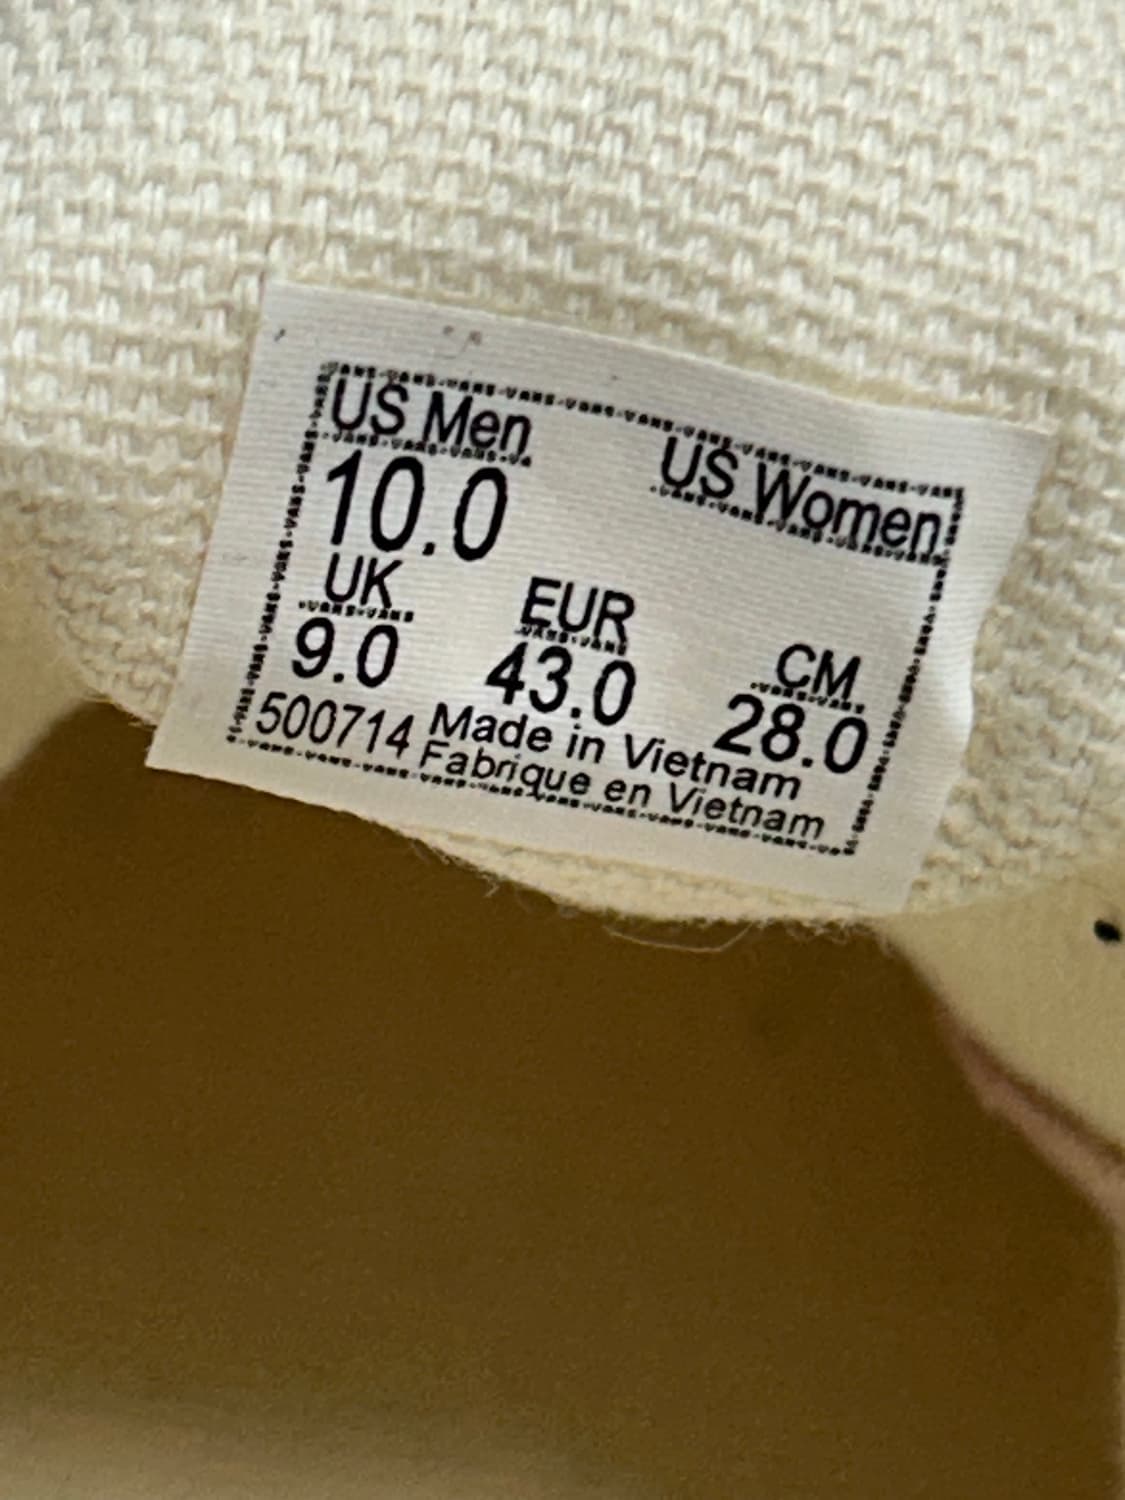 US Men
US Women
10.0
UK
EUR
CM
9.0
43.0
28.0
500714
Made in Vietnam
Fabrique en Vietnam